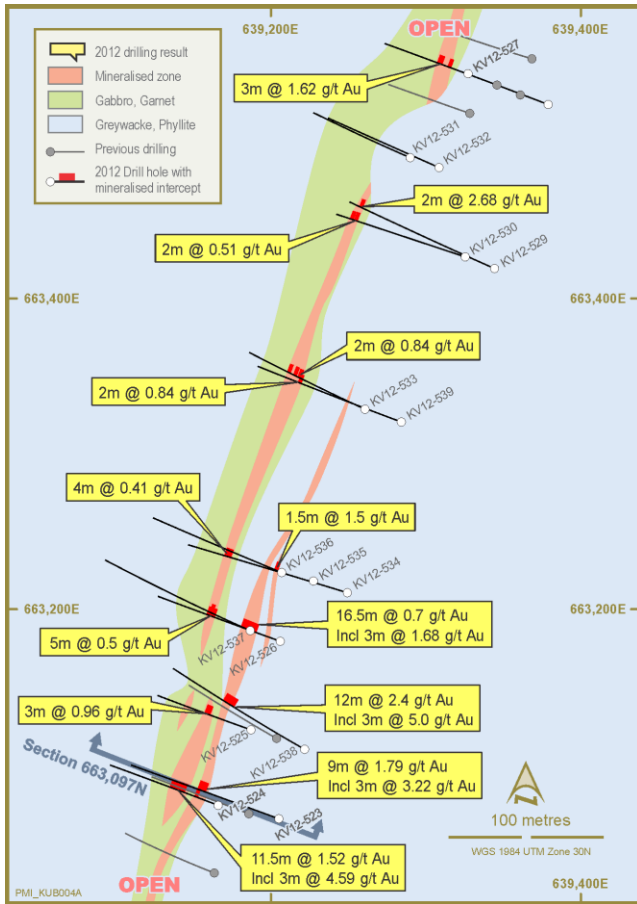 639,200
639,400
OPEN
2012 drilling result
Mineralised zone
Gabbro, Garnet
Greywacke, Phyllite
Previous drilling
2012 Drill hole with
mineralised intercept
KV12-527
3m @ 1.62 g/t Au
KV12-531
KV12-532
2m @ 2.68 g/t Au
2m @ 0.51 g/t Au
KV12-530
KV12-529
663,400E
663,400E
2m @ 0.84 g/t Au
2m @ 0.84 g/t Au
KV12-533
KV12-539
4m @ 0.41 g/t Au
1.5m @ 1.5 g/t Au
KV12-536
KV12-535
KV12-534
663,200E
663,200E
16.5m @ 0.7 g/t Au
Incl 3m @ 1.68 g/t Au
5m @ 0.5 g/t Au
KV12-537
KV12-526
12m @ 2.4 g/t Au
Incl 3m @ 5.0 g/t Au
3m @ 0.96 g/t Au
KV12-525
KV12-538
Section 663,097N
9m @ 1.79 g/t Au
Incl 3m @ 3.22 g/t Au
KV12-524
KV12-523
100 metres
WGS 1984 UTM Zone 30N
11.5m @ 1.52 g/t Au
Incl 3m @ 4.59 g/t Au
OPEN
PMI_KUB004A
639,200
639,400